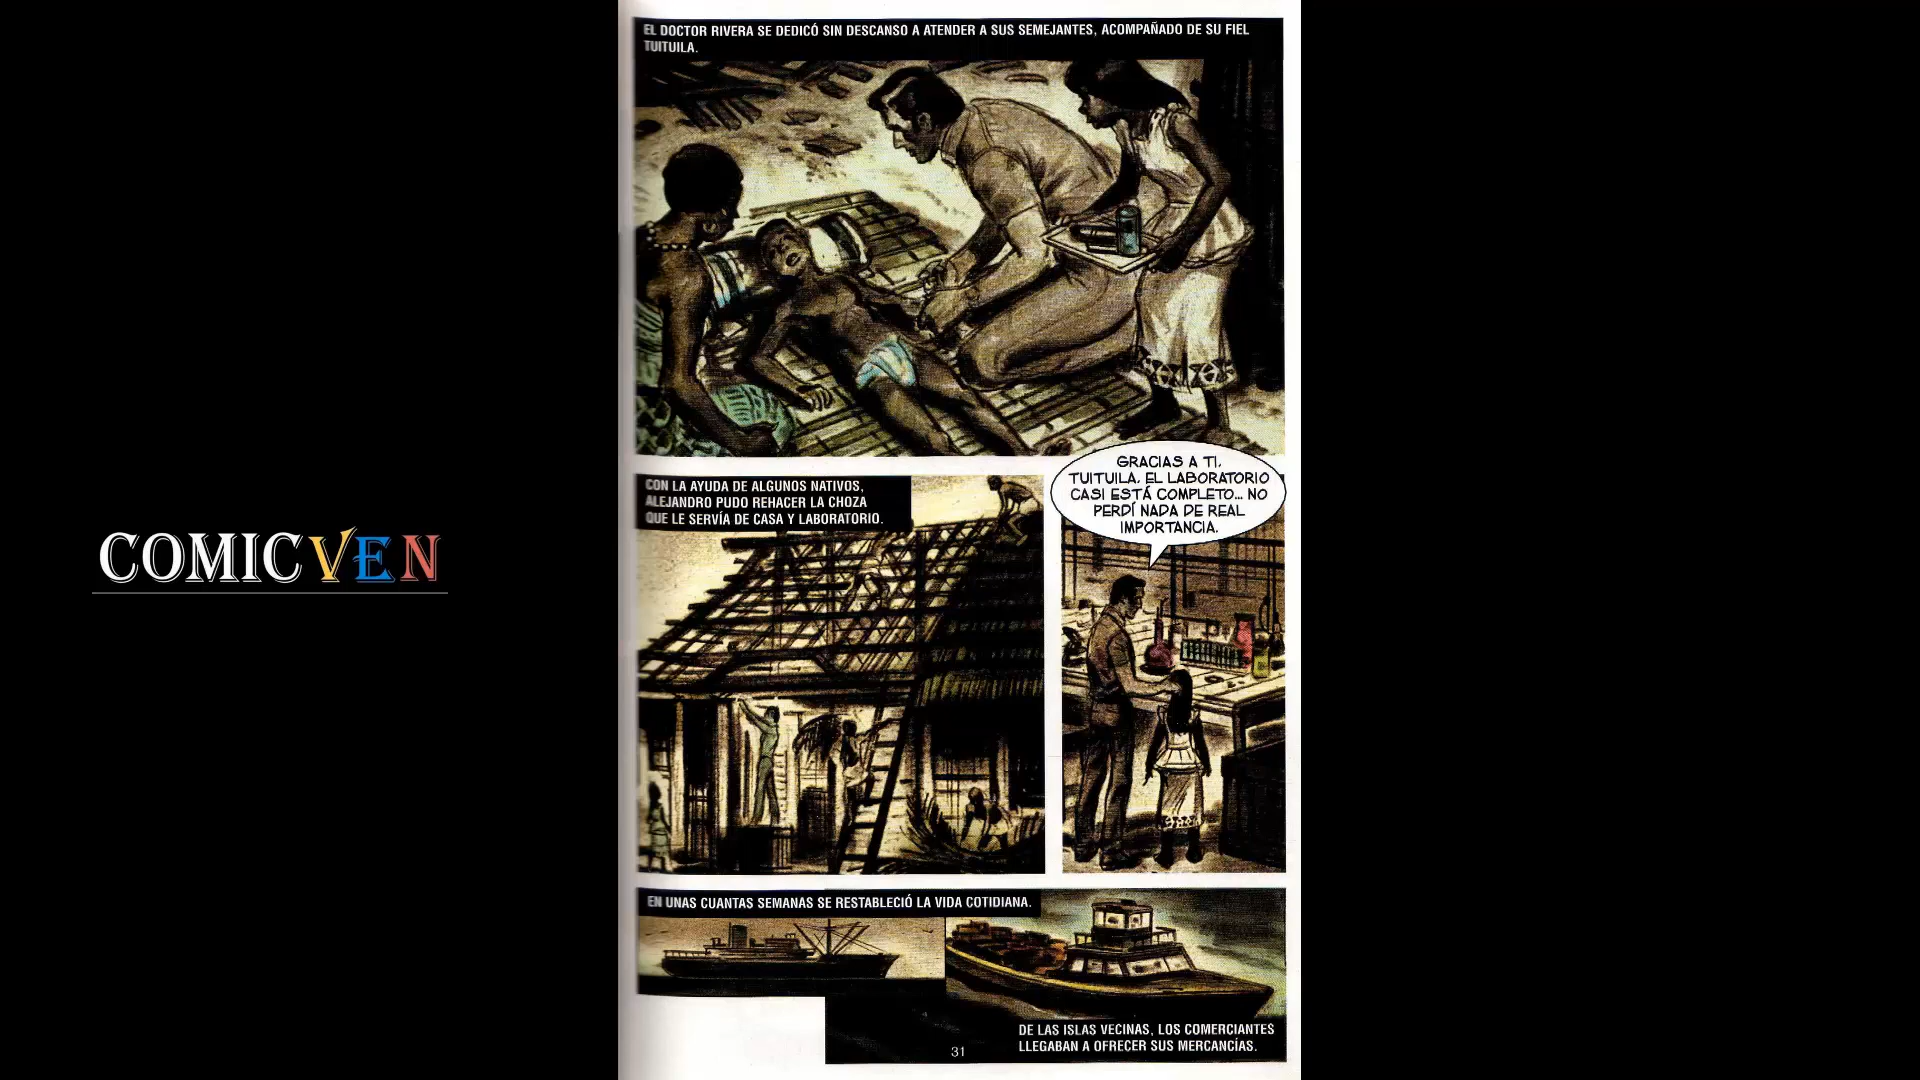 EL DOCTOR RIVERA SE DEDICÓ SIN DESCANSO A ATENDER A SUS SEMEJANTES, ACOMPAÑADO DE SU FIEL
TUITUILA.
GRACIAS A TI,
TUITUILA, EL LABORATORIO
CASI ESTÁ COMPLETO... NO
PERDÍ NADA DE REAL
IMPORTANCIA.
CON LA AYUDA DE ALGUNOS NATIVOS,
ALEJANDRO PUDO REHACER LA CHOZA
QUE LE SERVÍA DE CASA Y LABORATORIO.
COMICVEN
EN UNAS CUANTAS SEMANAS SE RESTABLECIÓ LA VIDA COTIDIANA.
DE LAS ISLAS VECINAS, LOS COMERCIANTES
LLEGABAN A OFRECER SUS MERCANCÍAS.
31